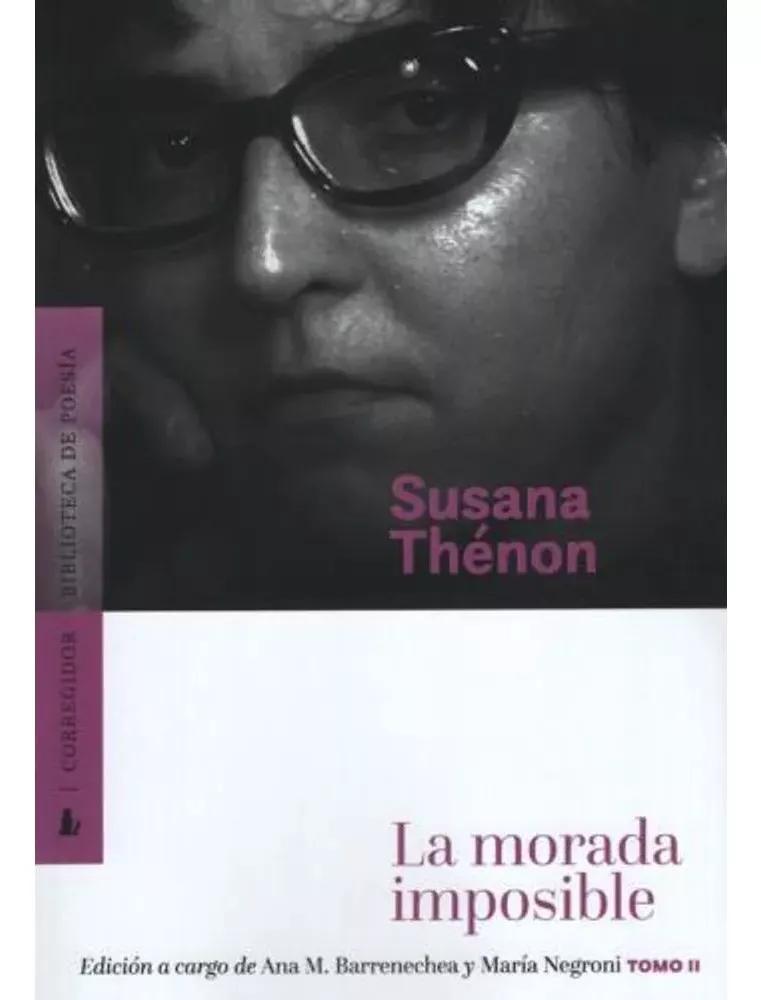 Susana
Thénon
CORREGIDOR | BIBLIOTECA DE POESÍA
La morada
imposible
Edición a cargo de Ana M. Barrenechea y María Negroni TOMO II